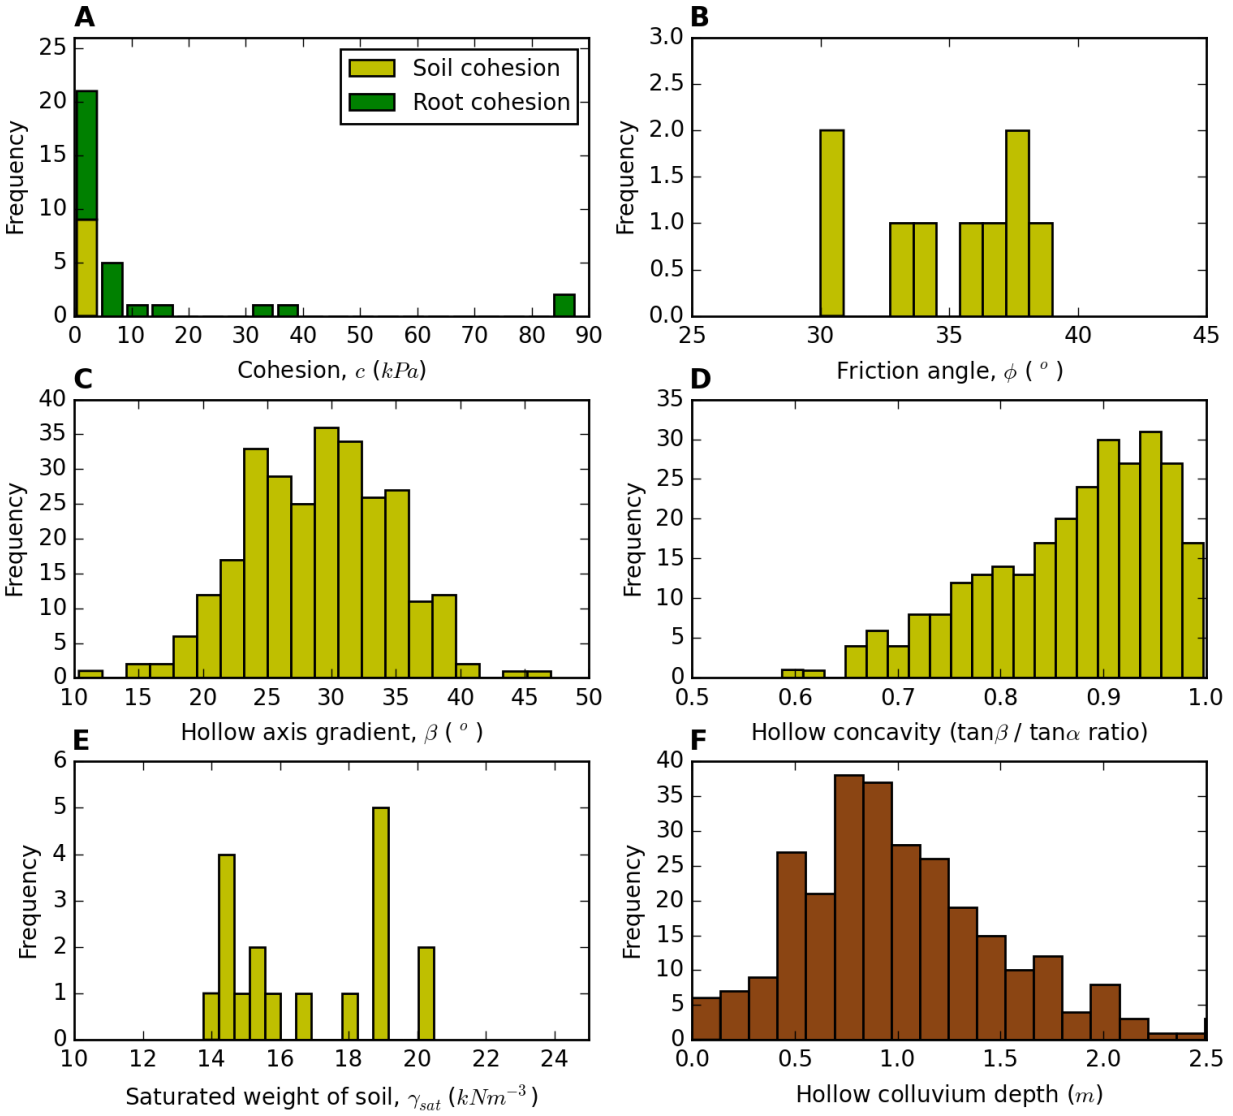 A
Frequency
25
20
15
10
5
0
Soil cohesion
Root cohesion
0 10 20 30 40 50 60 70 80 90
Cohesion, c (kPa)
B
Frequency
3.0
2.5
2.0
1.5
1.0
0.5
0.0
25 30 35 40 45
Friction angle, ϕ ( ° )
C
Frequency
40
35
30
25
20
15
10
5
0
10 15 20 25 30 35 40 45 50
Hollow axis gradient, β ( ° )
D
Frequency
35
30
25
20
15
10
5
0
0.5 0.6 0.7 0.8 0.9 1.0
Hollow concavity (tanβ / tanα ratio)
E
Frequency
6
5
4
3
2
1
0
10 12 14 16 18 20 22 24
Saturated weight of soil, γsat (kNm⁻³)
F
Frequency
40
35
30
25
20
15
10
5
0
0.0 0.5 1.0 1.5 2.0 2.5
Hollow colluvium depth (m)